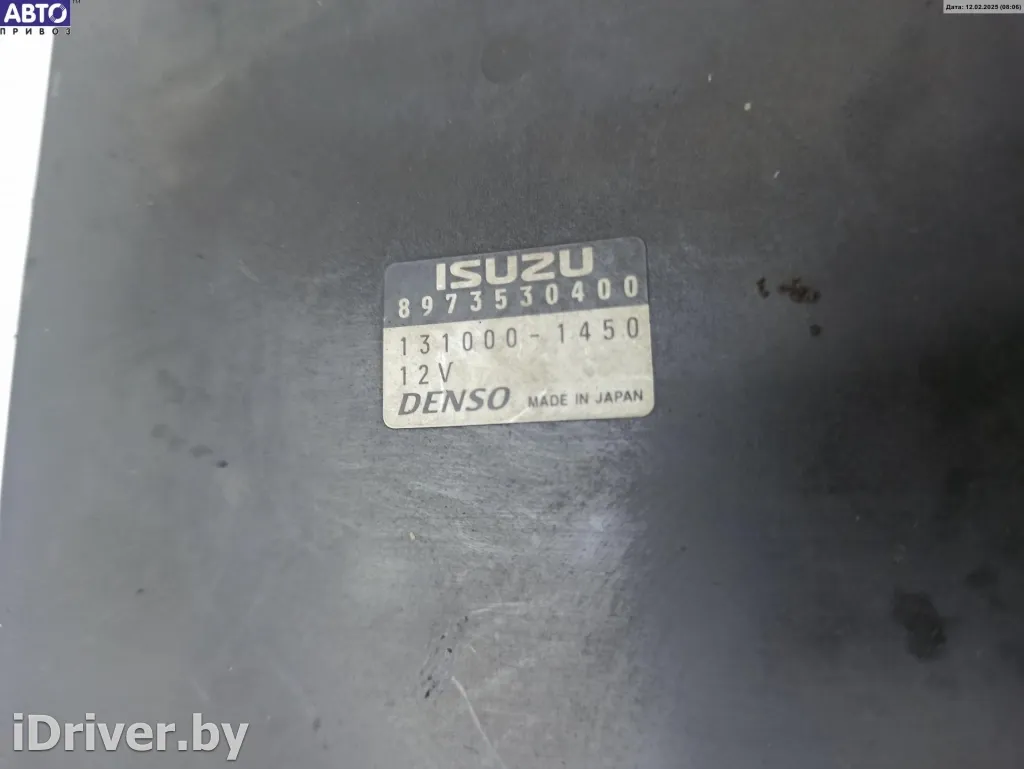 АВТО
ПРИВОЗ
Дата: 12.02.2025 (08:06)
ISUZU
8973530400
131000-1450
12V
DENSO MADE IN JAPAN
iDriver.by